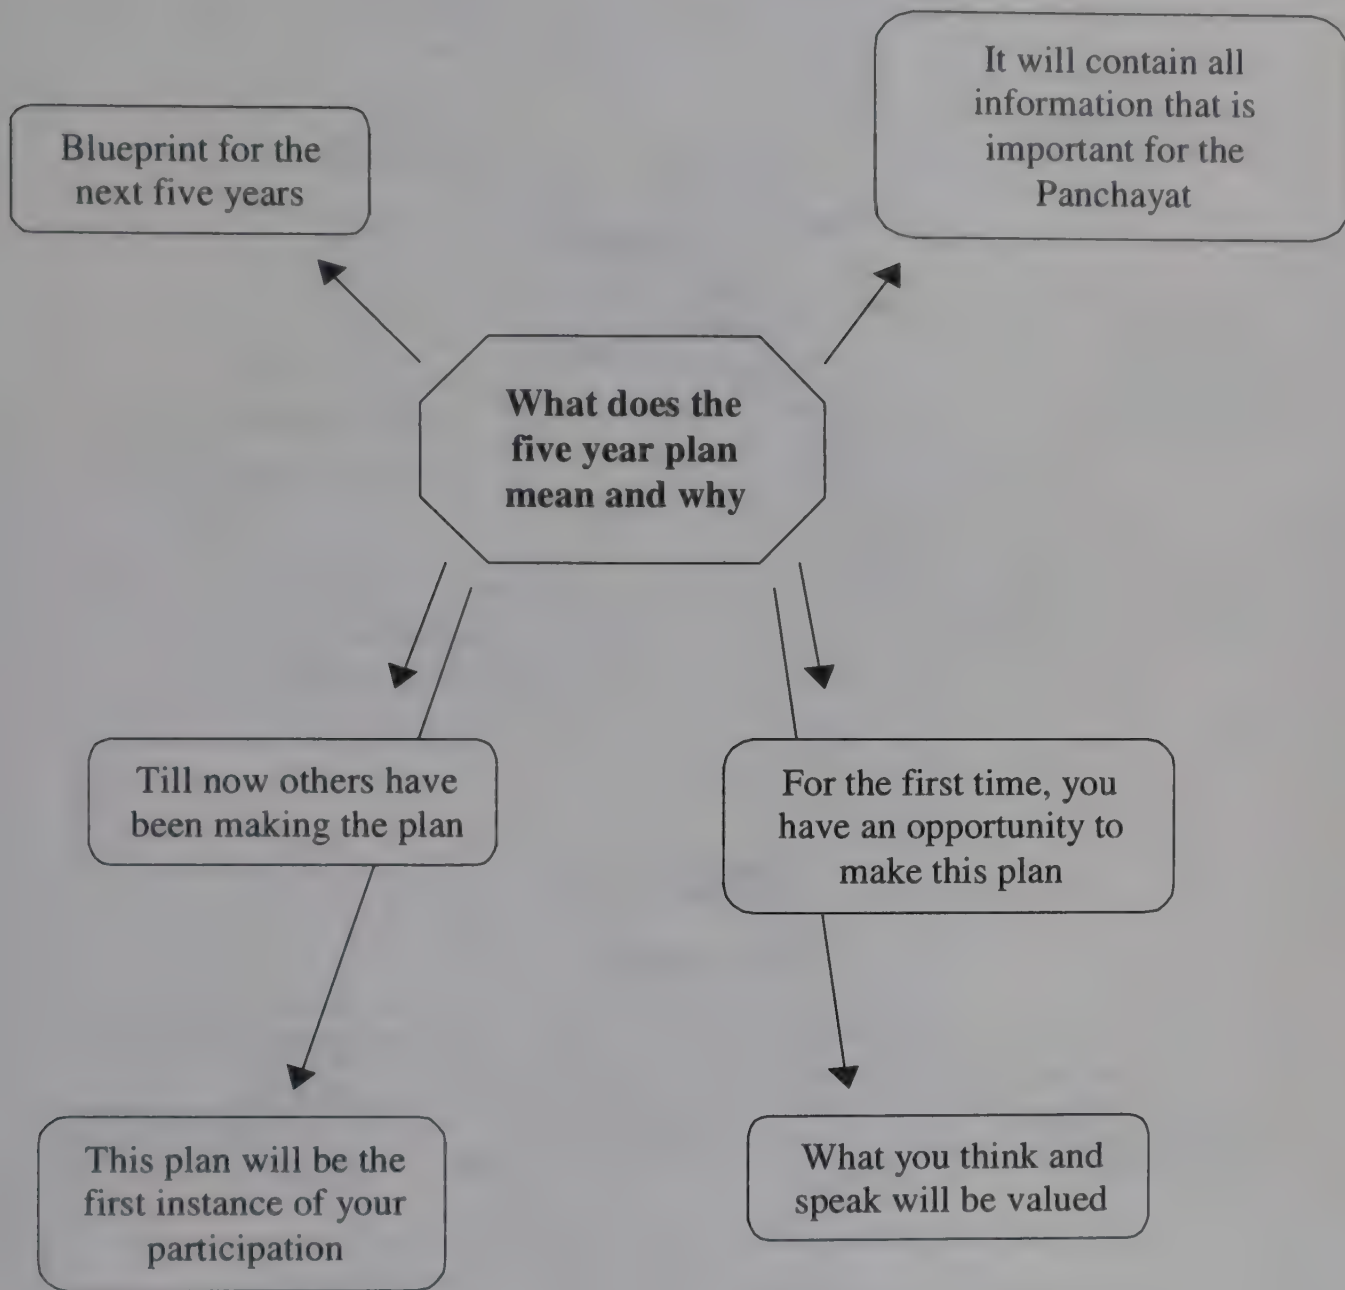 Blueprint for the
next five years
It will contain all
information that is
important for the
Panchayat
What does the
five year plan
mean and why
Till now others have
been making the plan
For the first time, you
have an opportunity to
make this plan
This plan will be the
first instance of your
participation
What you think and
speak will be valued